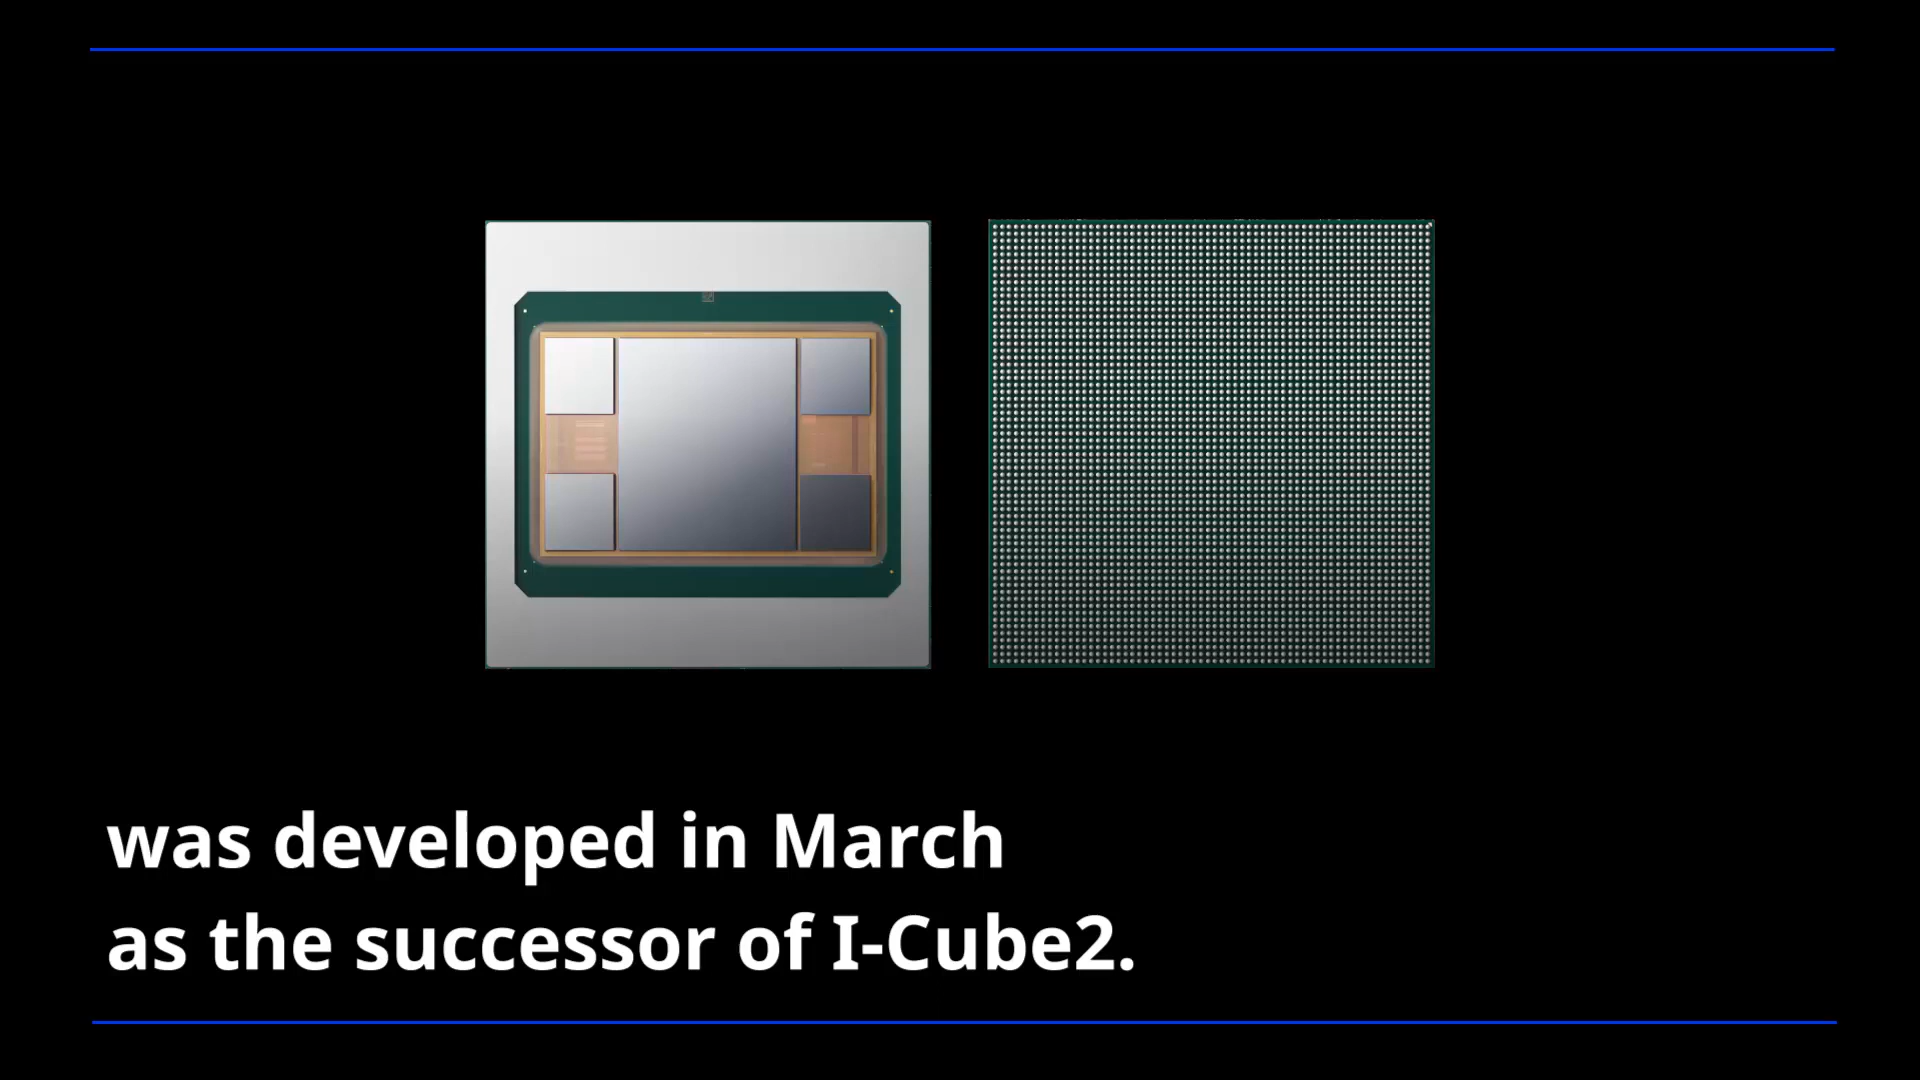 was developed in March
as the successor of I-Cube2.